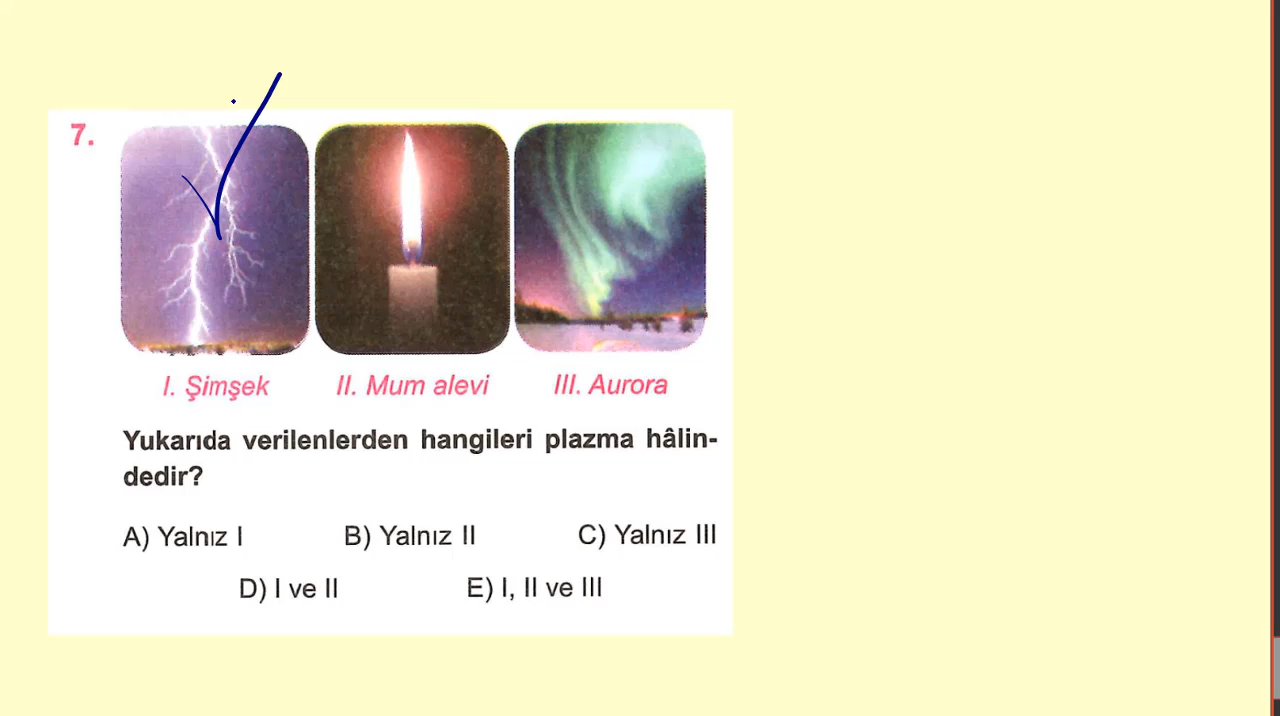 7.
I. Şimşek II. Mum alevi III. Aurora
Yukarıda verilenlerden hangileri plazma hâlin-
dedir?
A) Yalnız I B) Yalnız II C) Yalnız III
D) I ve II E) I, II ve III